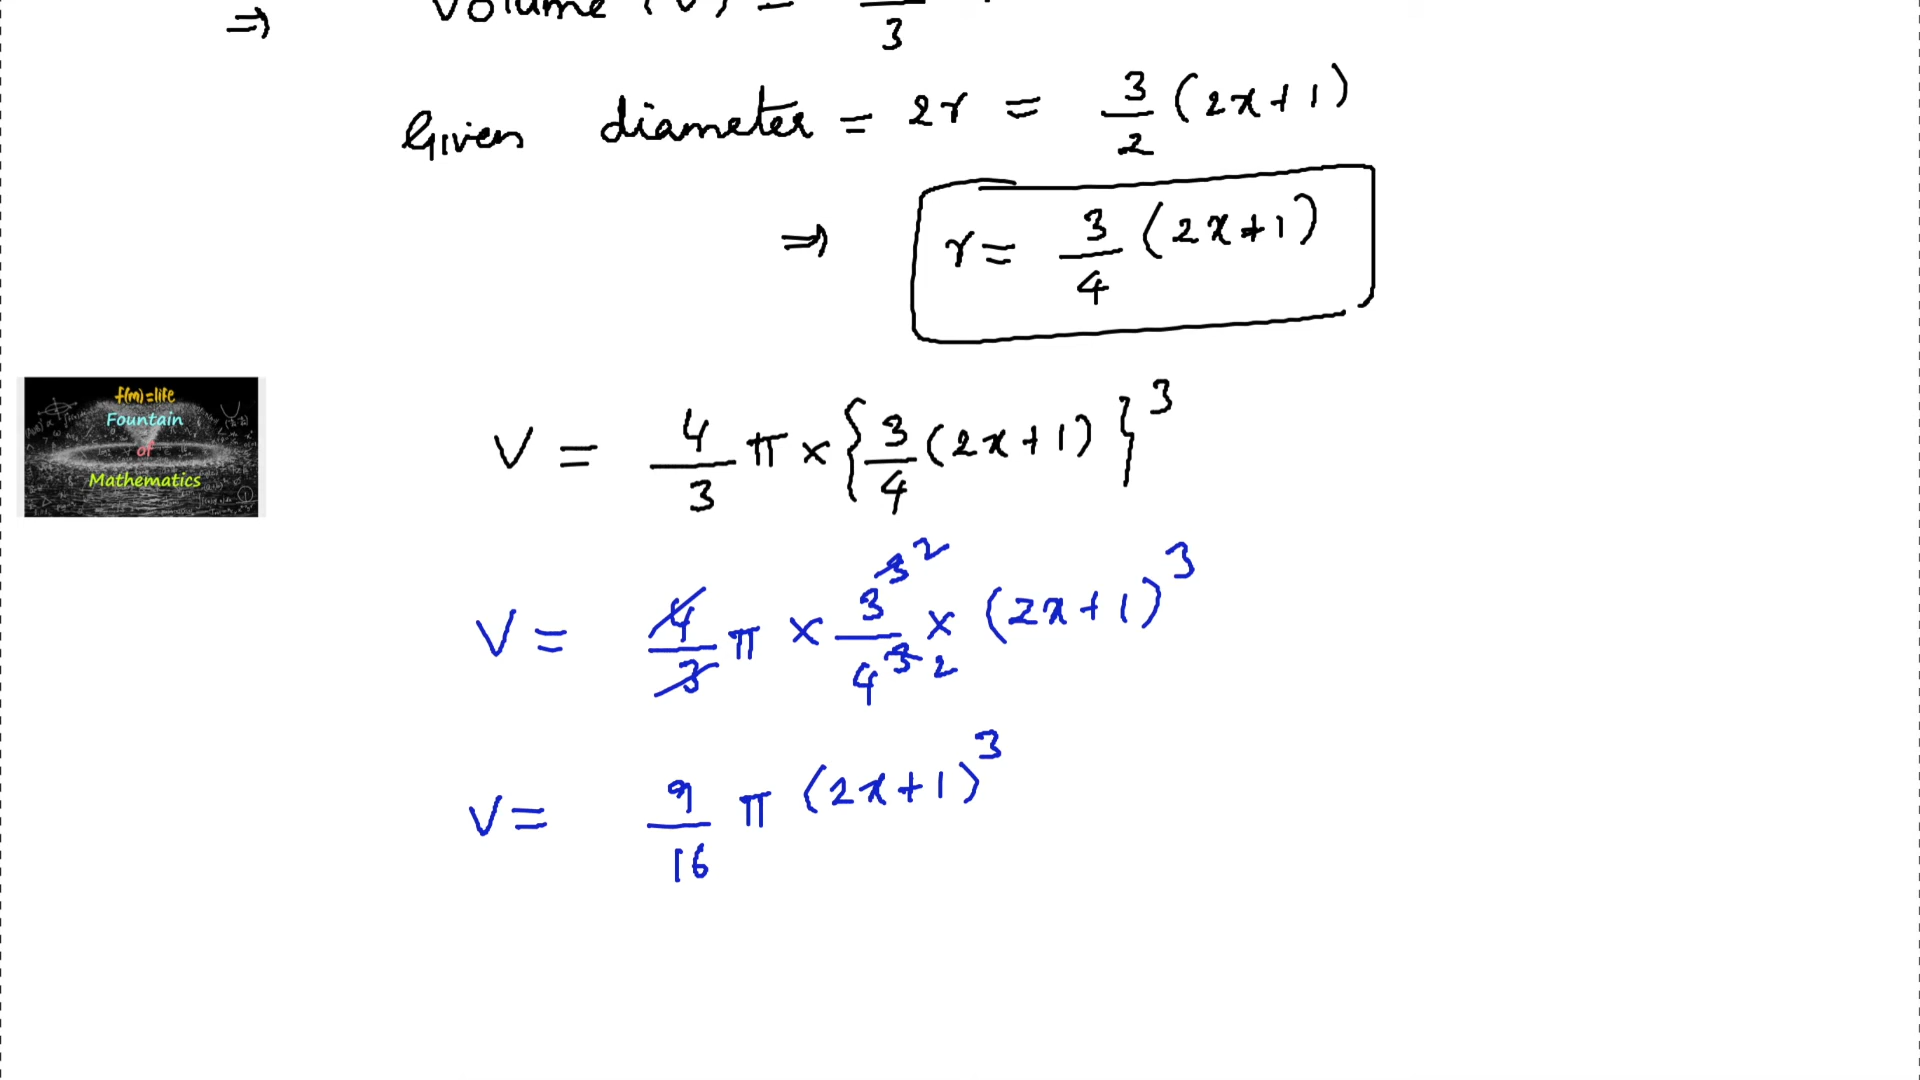 ⇒ Volume (V) = — 3
Given diameter = 2r = 3/2 (2x+1)
⇒ r = 3/4 (2x+1)
f(m)=life
Fountain
of
Mathematics
V = 4/3 π × {3/4 (2x+1)}^3
V = 4/3 π × 3^3^2/4^3^2 × (2x+1)^3
V = 9/16 π (2x+1)^3